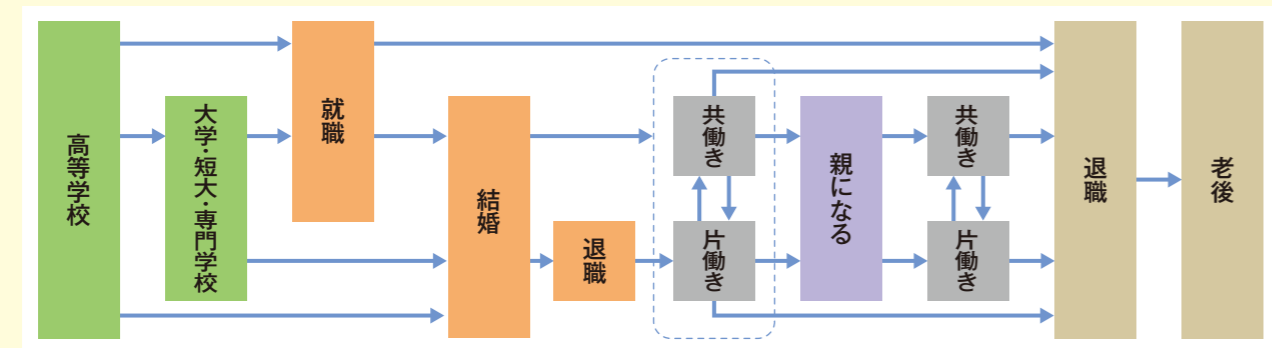 高等学校
大学・短大・専門学校
就職
結婚
退職
共働き
片働き
親になる
共働き
片働き
退職
老後